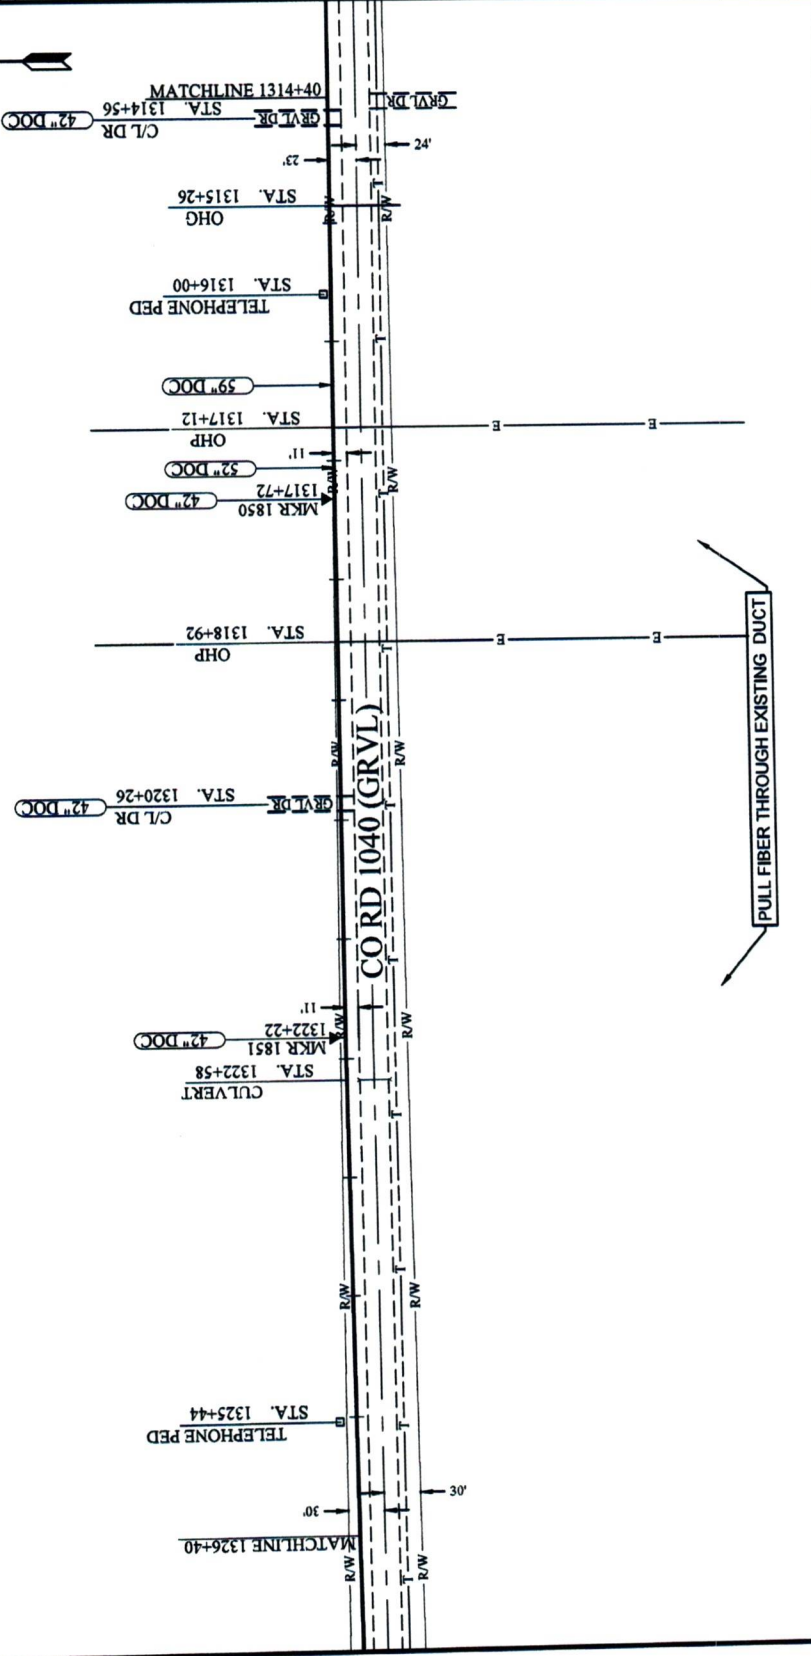 MATCHLINE 1314+40
GRVL DR
42" DOC
STA. 1314+56
C/L DR
GRVL DR
24'
23'
T
STA. 1315+26
OHG
R/W
R/W
STA. 1316+00
TELEPHONE PED
T
59" DOC
STA. 1317+12
OHP
E
E
11'
52" DOC
R/W
R/W
T
42" DOC
1317+72
MKR 1850
STA. 1318+92
OHP
E
E
T
PULL FIBER THROUGH EXISTING DUCT
CO RD 1040 (GRVL)
R/W
R/W
42" DOC
STA. 1320+26
C/L DR
GRVL DR
T
T
11'
R/W
R/W
42" DOC
1322+22
MKR 1851
STA. 1322+58
CULVERT
T
T
R/W
R/W
STA. 1325+44
TELEPHONE PED
T
30'
30'
MATCHLINE 1326+40
R/W
T
R/W